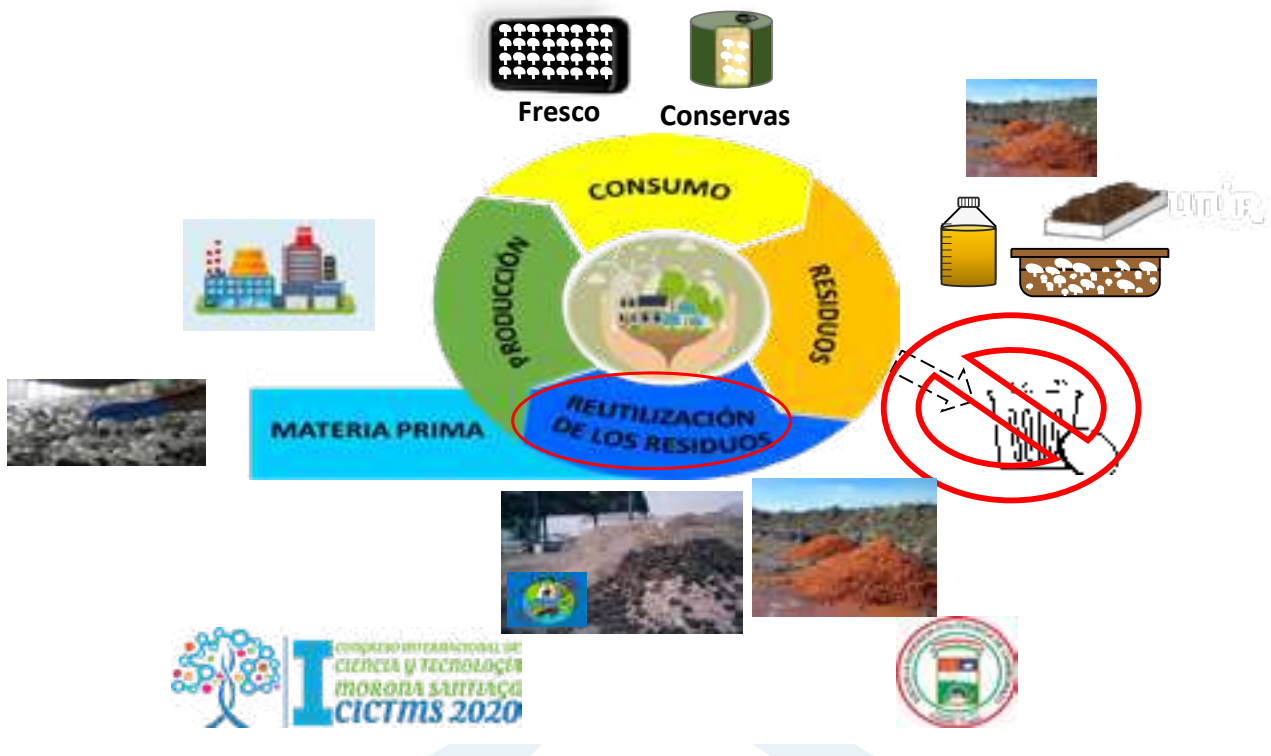 Fresco
Conservas
CONSUMO
PRODUCCIÓN
RESIDUOS
MATERIA PRIMA
REUTILIZACIÓN
DE LOS RESIDUOS
I CONGRESO INTERNACIONAL DE
CIENCIA Y TECNOLOGÍA
MORONA SANTIAGO
CICTMS 2020